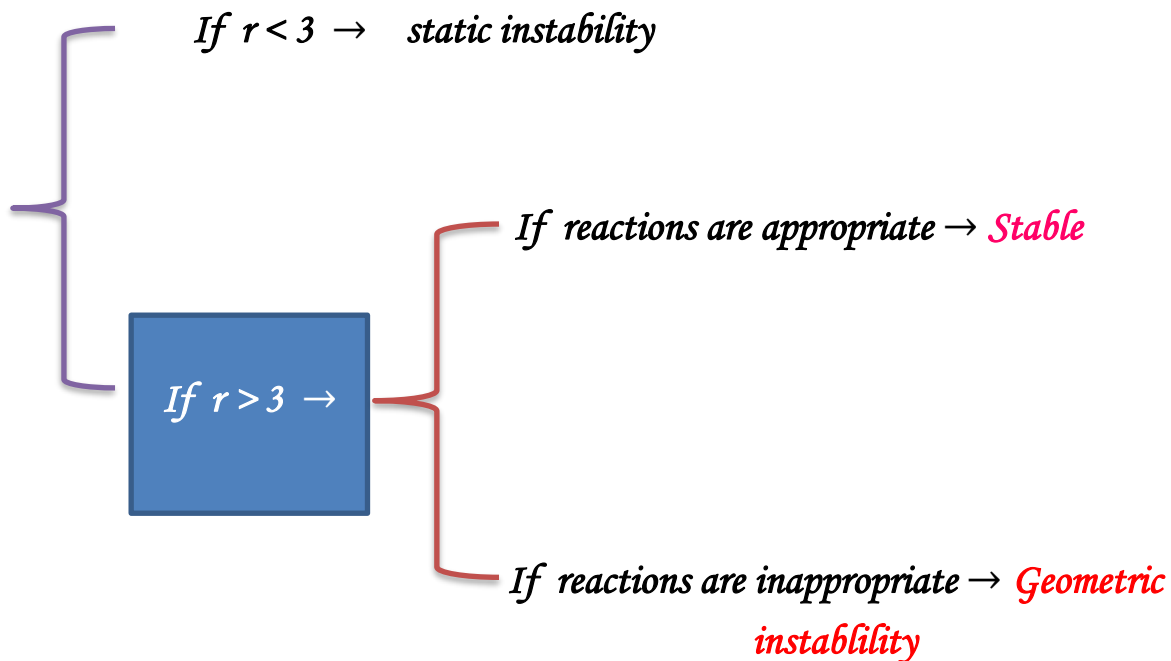 If r < 3 → static instability
If reactions are appropriate → Stable
If r > 3 →
If reactions are inappropriate → Geometric
instablility